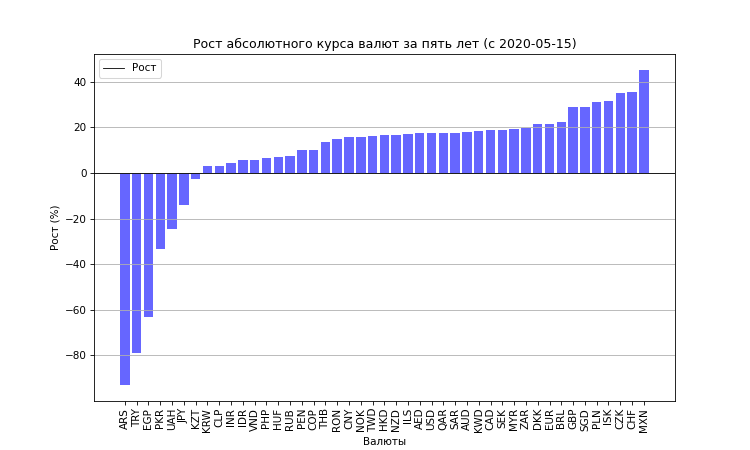 Рост абсолютного курса валют за пять лет (с 2020-05-15)
Рост
40
20
0
−20
−40
−60
−80
Рост (%)
ARS TRY EGP PKR UAH JPY KZT KRW CLP INR IDR VND PHP HUF RUB PEN COP THB RON CNY NOK TWD HKD NZD ILS AED USD QAR SAR AUD KWD CAD SEK MYR ZAR DKK EUR BRL GBP SGD PLN ISK CZK CHF MXN
Валюты